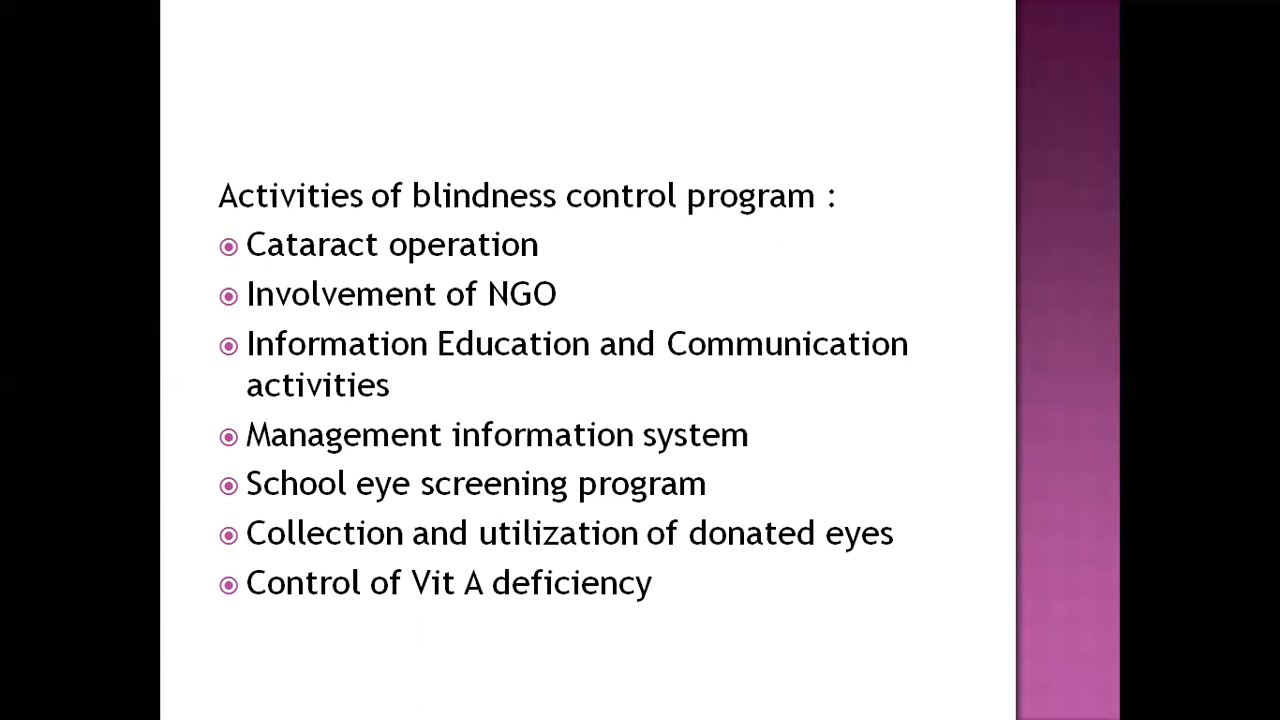 Activities of blindness control program :
Cataract operation
Involvement of NGO
Information Education and Communication
activities
Management information system
School eye screening program
Collection and utilization of donated eyes
Control of Vit A deficiency